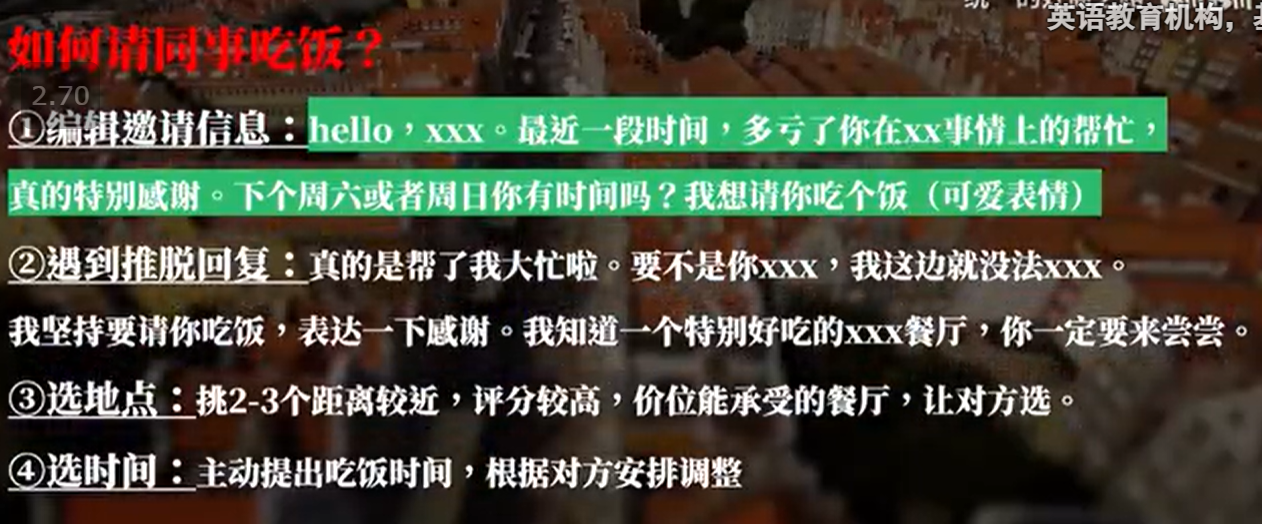 英语教育机构，
如何请同事吃饭？
2.70
①编辑邀请信息：hello，xxx。最近一段时间，多亏了你在xx事情上的帮忙，
真的特别感谢。下个周六或者周日你有时间吗？我想请你吃个饭（可爱表情）
②遇到推脱回复：真的是帮了我大忙啦。要不是你xxx，我这边就没法xxx。
我坚持要请你吃饭，表达一下感谢。我知道一个特别好吃的xxx餐厅，你一定要来尝尝。
③选地点：挑2-3个距离较近，评分较高，价位能承受的餐厅，让对方选。
④选时间：主动提出吃饭时间，根据对方安排调整